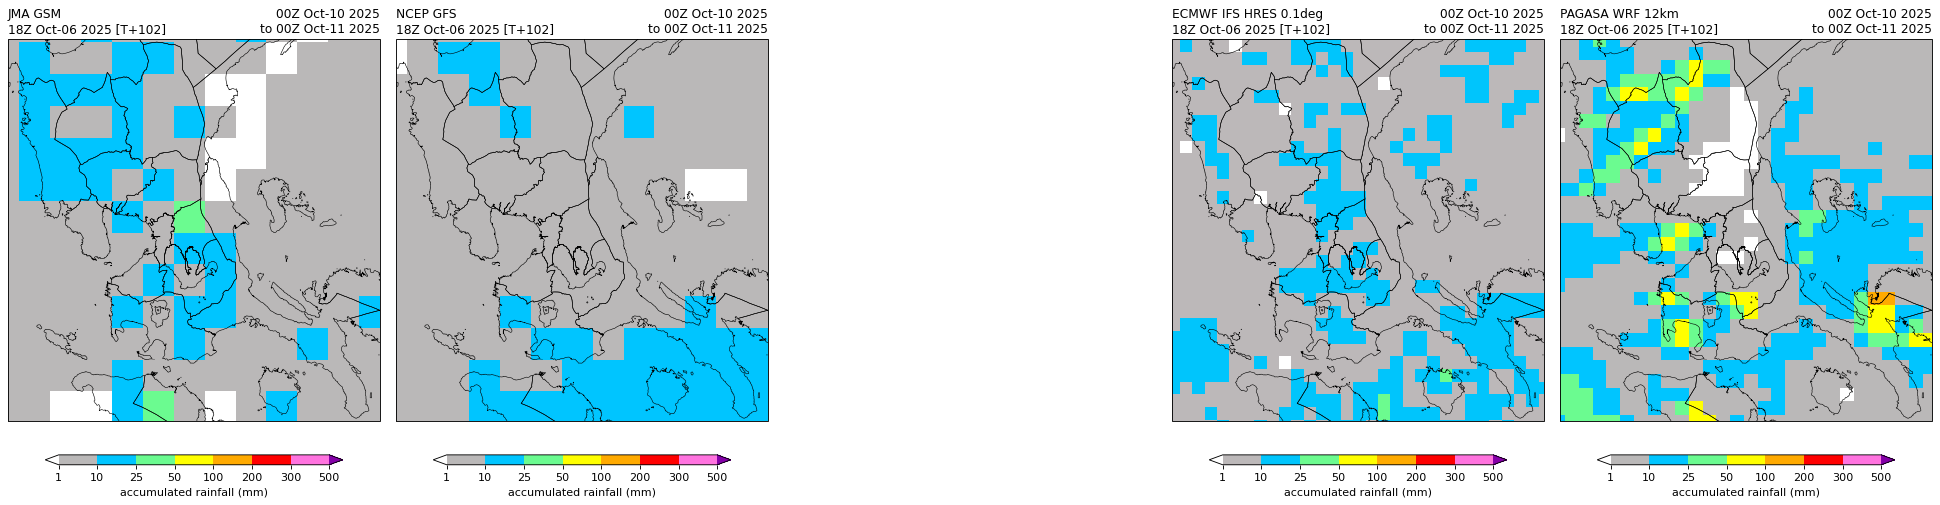 JMA GSM 00Z Oct-10 2025
18Z Oct-06 2025 [T+102] to 00Z Oct-11 2025
NCEP GFS 00Z Oct-10 2025
18Z Oct-06 2025 [T+102] to 00Z Oct-11 2025
ECMWF IFS HRES 0.1deg 00Z Oct-10 2025
18Z Oct-06 2025 [T+102] to 00Z Oct-11 2025
PAGASA WRF 12km 00Z Oct-10 2025
18Z Oct-06 2025 [T+102] to 00Z Oct-11 2025
1 10 25 50 100 200 300 500
accumulated rainfall (mm)
1 10 25 50 100 200 300 500
accumulated rainfall (mm)
1 10 25 50 100 200 300 500
accumulated rainfall (mm)
1 10 25 50 100 200 300 500
accumulated rainfall (mm)